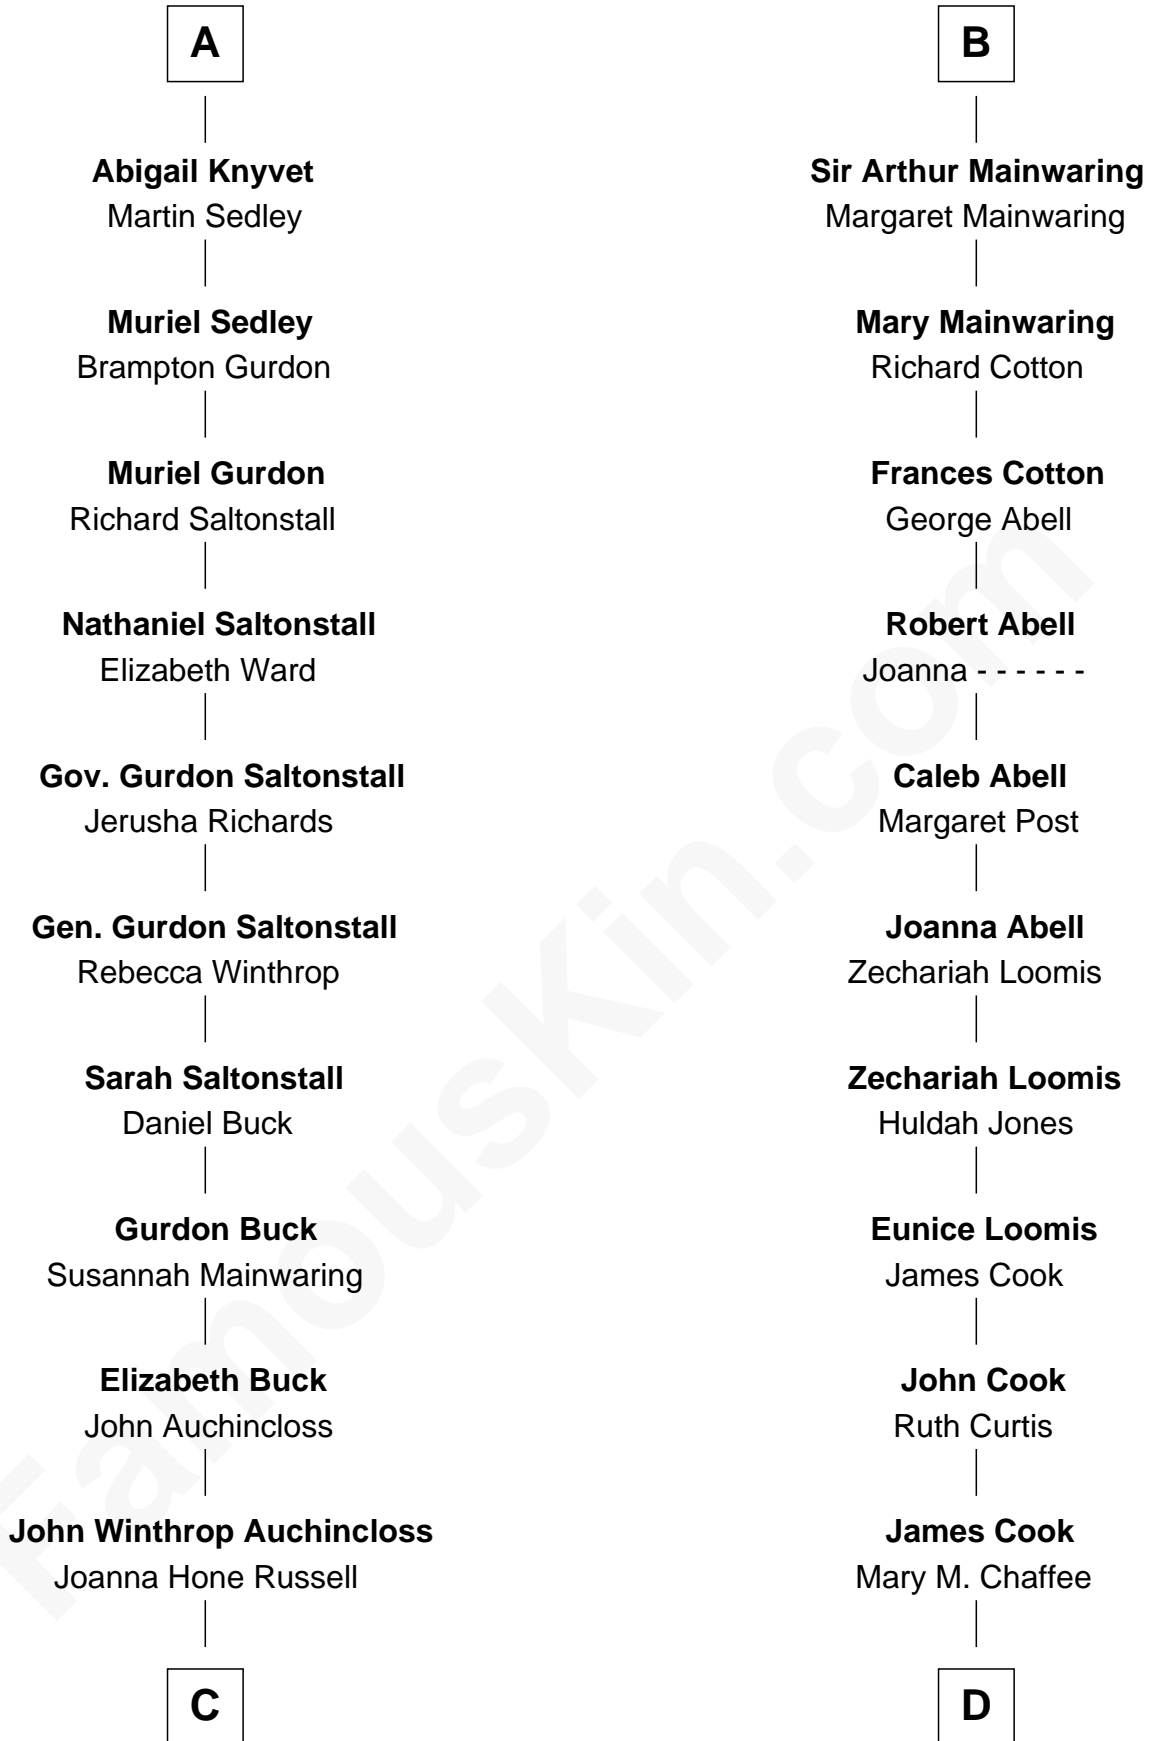 A
Abigail Knyvet
Martin Sedley
Muriel Sedley
Brampton Gurdon
Muriel Gurdon
Richard Saltonstall
Nathaniel Saltonstall
Elizabeth Ward
Gov. Gurdon Saltonstall
Jerusha Richards
Gen. Gurdon Saltonstall
Rebecca Winthrop
Sarah Saltonstall
Daniel Buck
Gurdon Buck
Susannah Mainwaring
Elizabeth Buck
John Auchincloss
John Winthrop Auchincloss
Joanna Hone Russell
C
B
Sir Arthur Mainwaring
Margaret Mainwaring
Mary Mainwaring
Richard Cotton
Frances Cotton
George Abell
Robert Abell
Joanna - - - - - -
Caleb Abell
Margaret Post
Joanna Abell
Zechariah Loomis
Zechariah Loomis
Huldah Jones
Eunice Loomis
James Cook
John Cook
Ruth Curtis
James Cook
Mary M. Chaffee
D
FamousKin.com